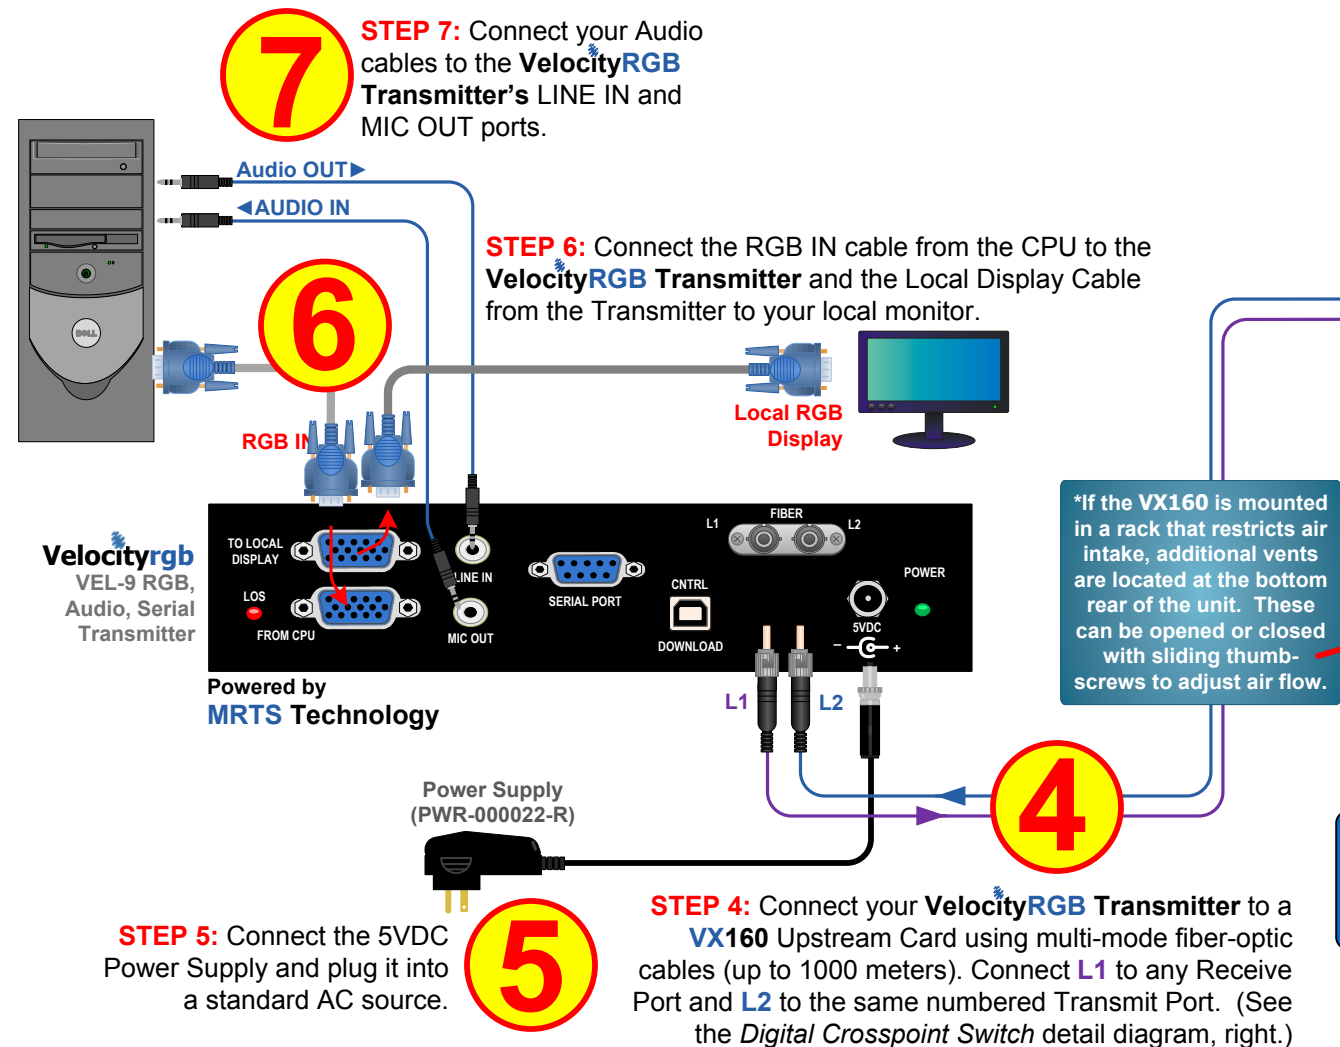 7
STEP 7: Connect your Audio
cables to the VelocityRGB
Transmitter's LINE IN and
MIC OUT ports.
Audio OUT►
◄AUDIO IN
STEP 6: Connect the RGB IN cable from the CPU to the
VelocityRGB Transmitter and the Local Display Cable
from the Transmitter to your local monitor.
6
DELL
RGB IN
Local RGB
Display
*If the VX160 is mounted
in a rack that restricts air
intake, additional vents
are located at the bottom
rear of the unit. These
can be opened or closed
with sliding thumb-
screws to adjust air flow.
Velocityrgb
VEL-9 RGB,
Audio, Serial
Transmitter
TO LOCAL
DISPLAY
LOS
FROM CPU
LINE IN
MIC OUT
SERIAL PORT
L1
FIBER
L2
CNTRL
DOWNLOAD
5VDC
– +
POWER
Powered by
MRTS Technology
L1
L2
4
Power Supply
(PWR-000022-R)
STEP 5: Connect the 5VDC
Power Supply and plug it into
a standard AC source.
5
STEP 4: Connect your VelocityRGB Transmitter to a
VX160 Upstream Card using multi-mode fiber-optic
cables (up to 1000 meters). Connect L1 to any Receive
Port and L2 to the same numbered Transmit Port. (See
the Digital Crosspoint Switch detail diagram, right.)